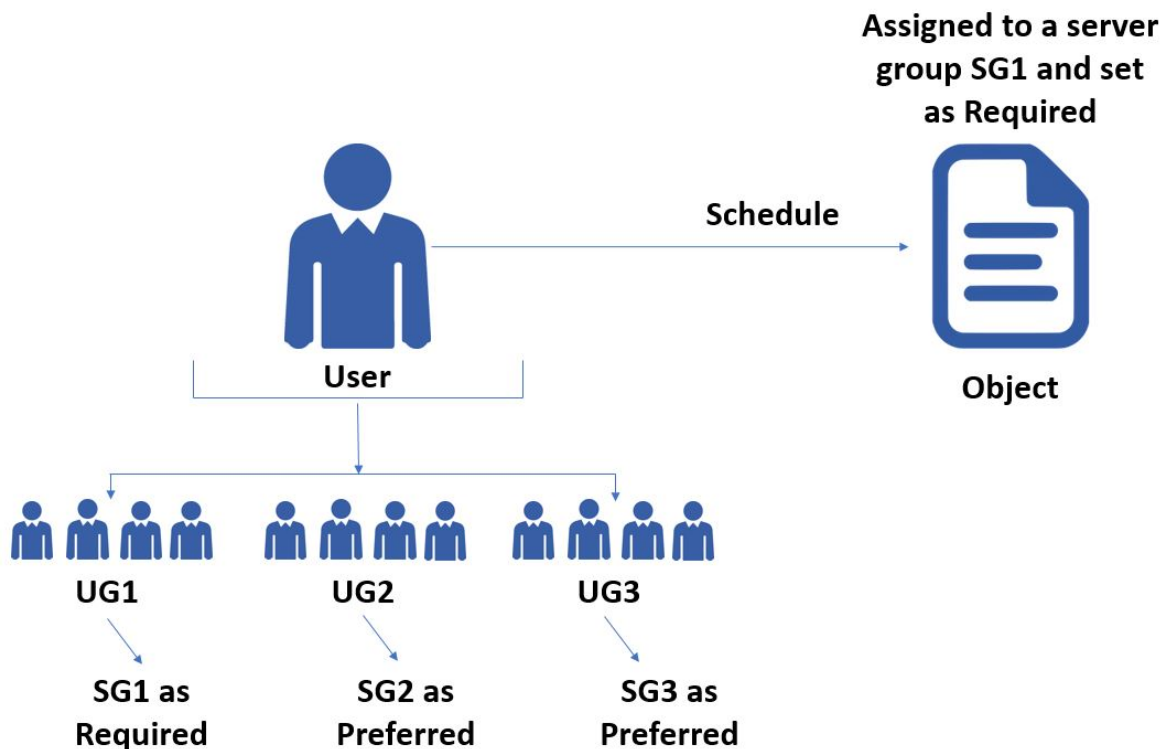 Assigned to a server
group SG1 and set
as Required
Schedule
User
Object
UG1
UG2
UG3
SG1 as
Required
SG2 as
Preferred
SG3 as
Preferred